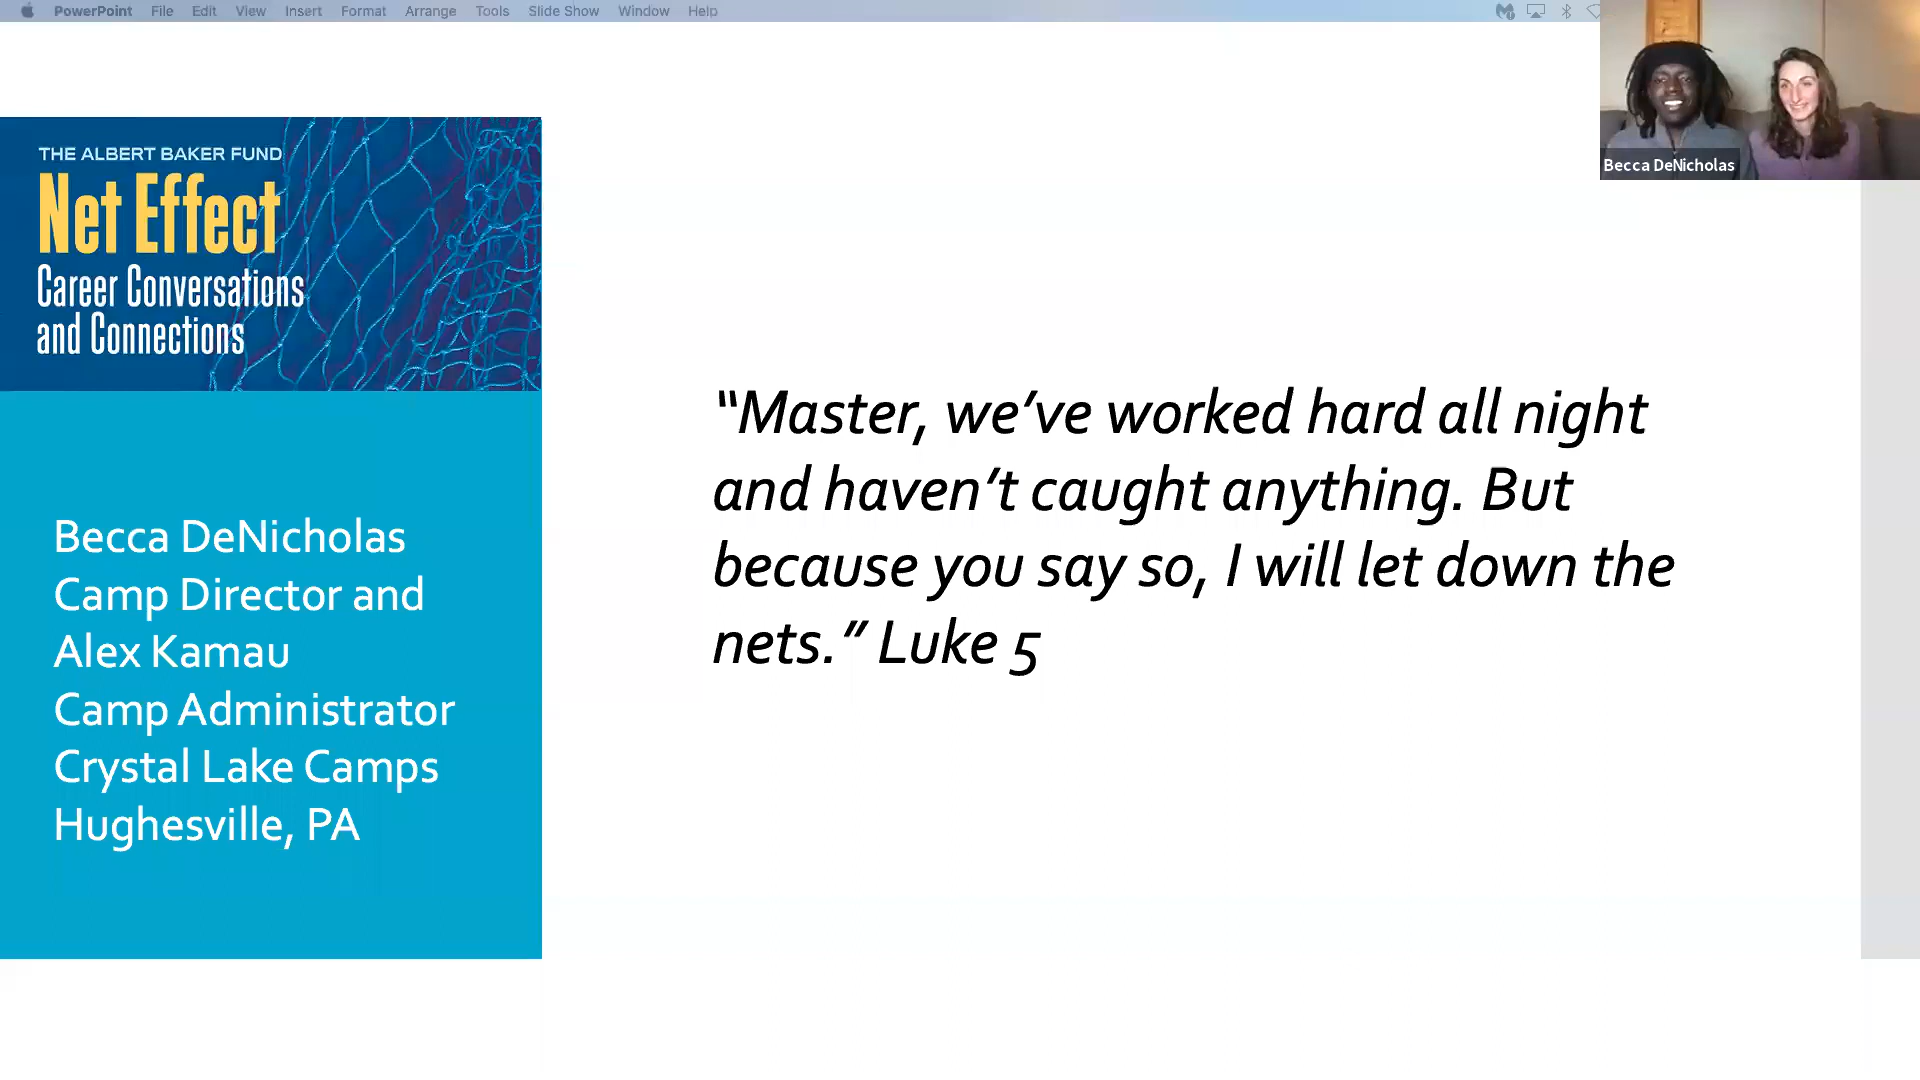 PowerPoint File Edit View Insert Format Arrange Tools Slide Show Window Help
Becca DeNicholas
THE ALBERT BAKER FUND
Net Effect
Career Conversations
and Connections
Becca DeNicholas
Camp Director and
Alex Kamau
Camp Administrator
Crystal Lake Camps
Hughesville, PA
“Master, we’ve worked hard all night
and haven’t caught anything. But
because you say so, I will let down the
nets.” Luke 5